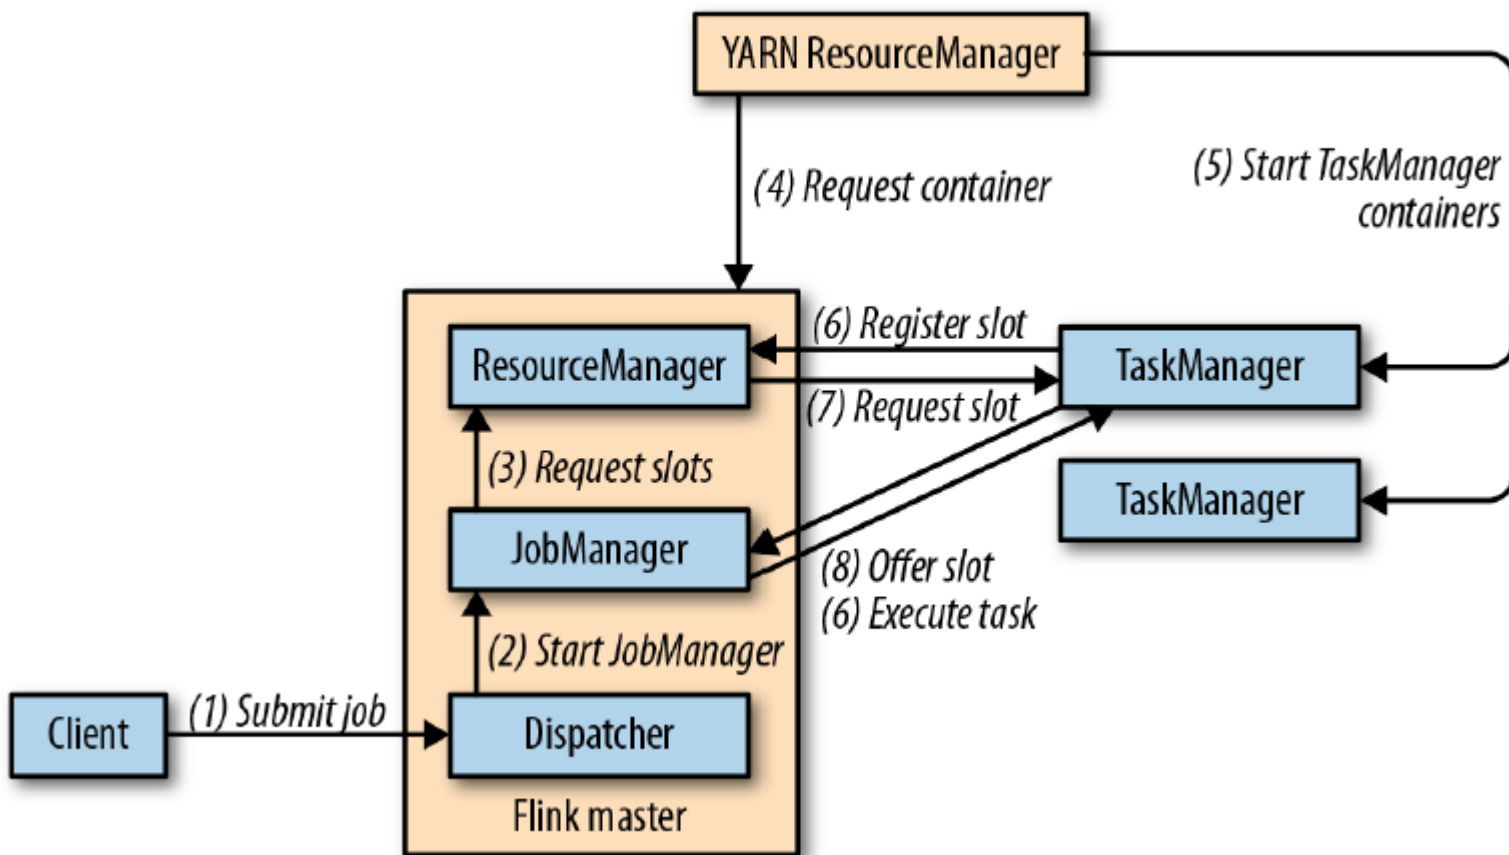 YARN ResourceManager
(4) Request container
(5) Start TaskManager
containers
ResourceManager
(6) Register slot
(7) Request slot
TaskManager
(3) Request slots
TaskManager
JobManager
(8) Offer slot
(6) Execute task
(2) Start JobManager
Client
(1) Submit job
Dispatcher
Flink master